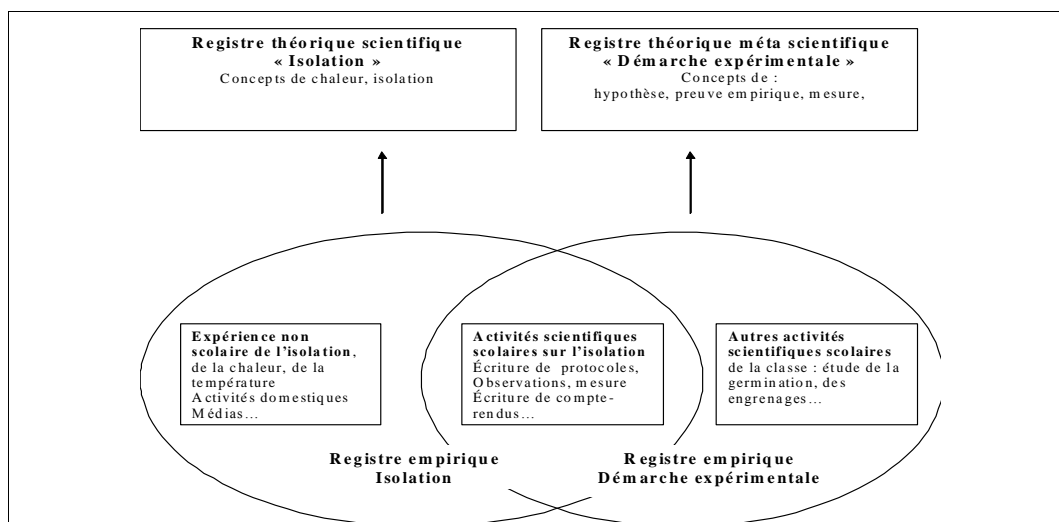 Registre théorique scientifique
« Isolation »
Concepts de chaleur, isolation
Registre théorique méta scientifique
« Démarche expérimentale »
Concepts de :
hypothèse, preuve empirique, mesure,
Expérience non
scolaire de l'isolation,
de la chaleur, de la
température
Activités domestiques
Médias…
Activités scientifiques
scolaires sur l'isolation
Écriture de protocoles,
Observations, mesure
Écriture de compte-
rendus…
Autres activités
scientifiques scolaires
de la classe : étude de la
germination, des
engrenages…
Registre empirique
Isolation
Registre empirique
Démarche expérimentale